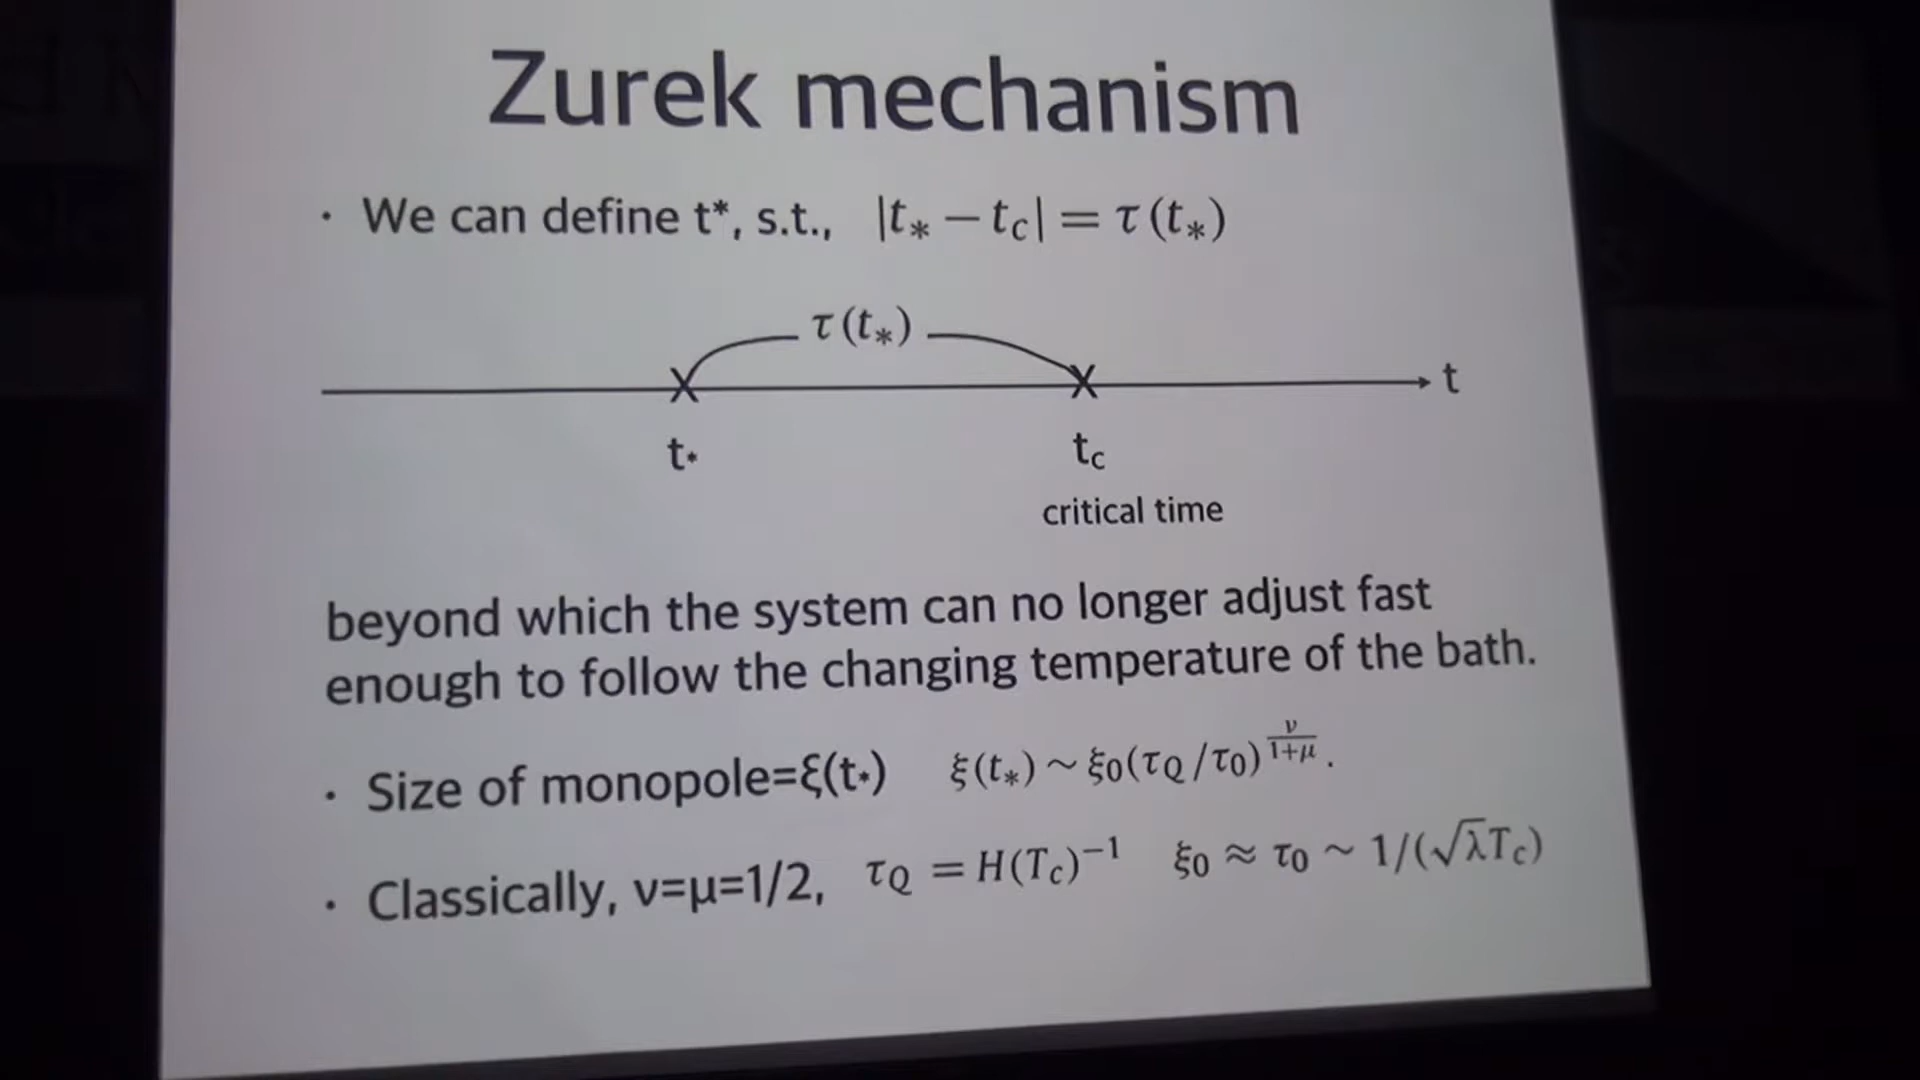 Zurek mechanism
· We can define t*, s.t., |t* − tc| = τ(t*)
τ(t*)
t
t* tc
critical time
beyond which the system can no longer adjust fast
enough to follow the changing temperature of the bath.
· Size of monopole=ξ(t*) ξ(t*) ~ ξ0(τQ/τ0)^(ν/(1+μ)).
· Classically, ν=μ=1/2, τQ = H(Tc)⁻¹ ξ0 ≈ τ0 ~ 1/(√λTc)